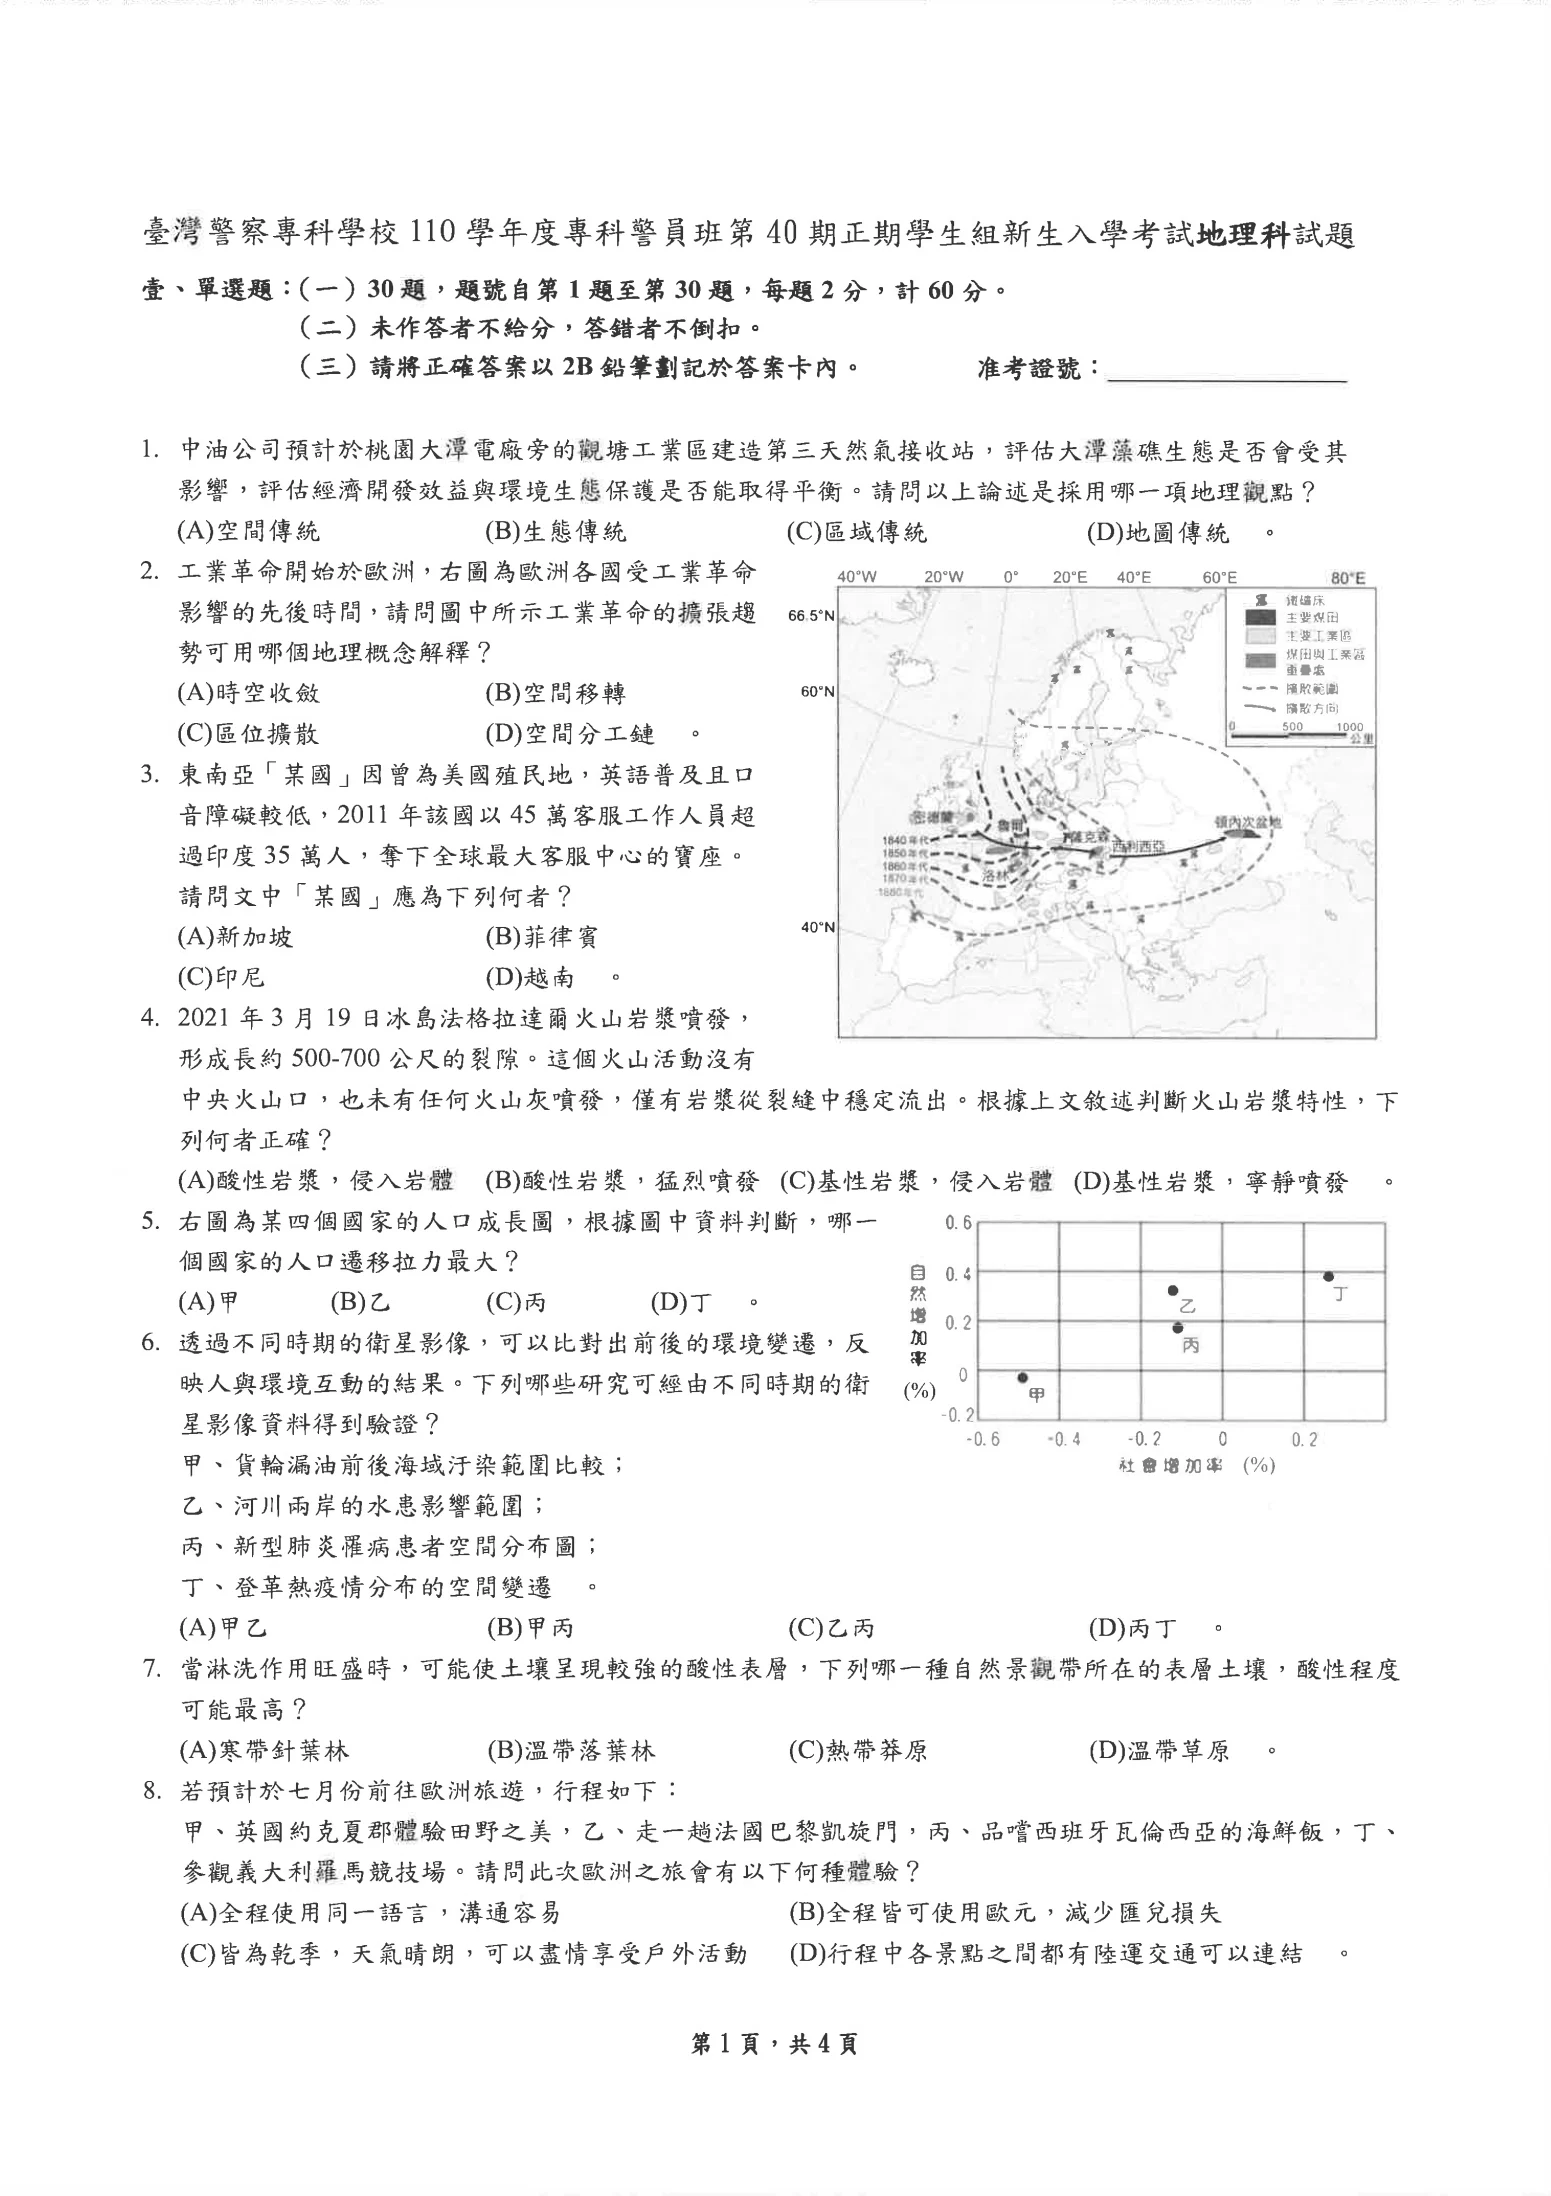 臺灣警察專科學校 110 學年度專科警員班第 40 期正期學生組新生入學考試地理科試題
壹、單選題：(一) 30 題，題號自第 1 題至第 30 題，每題 2 分，計 60 分。
(二) 未作答者不給分，答錯者不倒扣。
(三) 請將正確答案以 2B 鉛筆劃記於答案卡內。 准考證號：
1. 中油公司預計於桃園大潭電廠旁的觀塘工業區建造第三天然氣接收站，評估大潭藻礁生態是否會受其
影響，評估經濟開發效益與環境生態保護是否能取得平衡。請問以上論述是採用哪一項地理觀點？
(A)空間傳統 (B)生態傳統 (C)區域傳統 (D)地圖傳統 。
2. 工業革命開始於歐洲，右圖為歐洲各國受工業革命
影響的先後時間，請問圖中所示工業革命的擴張趨
勢可用哪個地理概念解釋？
(A)時空收斂 (B)空間移轉
(C)區位擴散 (D)空間分工鏈 。
40°W 20°W 0° 20°E 40°E 60°E 80°E
66.5°N
60°N
40°N
鐵礦床
主要煤田
主要工業區
煤田與工業區
重疊處
擴散範圍
擴散方向
0 500 1000
公里
密德蘭
魯爾
薩克森
西利西亞
頓內次盆地
洛林
1840年代
1850年代
1860年代
1870年代
1880年代
3. 東南亞「某國」因曾為美國殖民地，英語普及且口
音障礙較低，2011 年該國以 45 萬客服工作人員超
過印度 35 萬人，奪下全球最大客服中心的寶座。
請問文中「某國」應為下列何者？
(A)新加坡 (B)菲律賓
(C)印尼 (D)越南 。
4. 2021 年 3 月 19 日冰島法格拉達爾火山岩漿噴發，
形成長約 500-700 公尺的裂隙。這個火山活動沒有
中央火山口，也未有任何火山灰噴發，僅有岩漿從裂縫中穩定流出。根據上文敘述判斷火山岩漿特性，下
列何者正確？
(A)酸性岩漿，侵入岩體 (B)酸性岩漿，猛烈噴發 (C)基性岩漿，侵入岩體 (D)基性岩漿，寧靜噴發 。
5. 右圖為某四個國家的人口成長圖，根據圖中資料判斷，哪一
個國家的人口遷移拉力最大？
(A)甲 (B)乙 (C)丙 (D)丁 。
自然增加率
(%)
0.6
0.4
0.2
0
-0.2
甲
乙
丙
丁
-0.6 -0.4 -0.2 0 0.2
社會增加率 (%)
6. 透過不同時期的衛星影像，可以比對出前後的環境變遷，反
映人與環境互動的結果。下列哪些研究可經由不同時期的衛
星影像資料得到驗證？
甲、貨輪漏油前後海域汙染範圍比較；
乙、河川兩岸的水患影響範圍；
丙、新型肺炎罹病患者空間分布圖；
丁、登革熱疫情分布的空間變遷 。
(A)甲乙 (B)甲丙 (C)乙丙 (D)丙丁 。
7. 當淋洗作用旺盛時，可能使土壤呈現較強的酸性表層，下列哪一種自然景觀帶所在的表層土壤，酸性程度
可能最高？
(A)寒帶針葉林 (B)溫帶落葉林 (C)熱帶莽原 (D)溫帶草原 。
8. 若預計於七月份前往歐洲旅遊，行程如下：
甲、英國約克夏郡體驗田野之美，乙、走一趟法國巴黎凱旋門，丙、品嚐西班牙瓦倫西亞的海鮮飯，丁、
參觀義大利羅馬競技場。請問此次歐洲之旅會有以下何種體驗？
(A)全程使用同一語言，溝通容易 (B)全程皆可使用歐元，減少匯兌損失
(C)皆為乾季，天氣晴朗，可以盡情享受戶外活動 (D)行程中各景點之間都有陸運交通可以連結 。
第 1 頁，共 4 頁